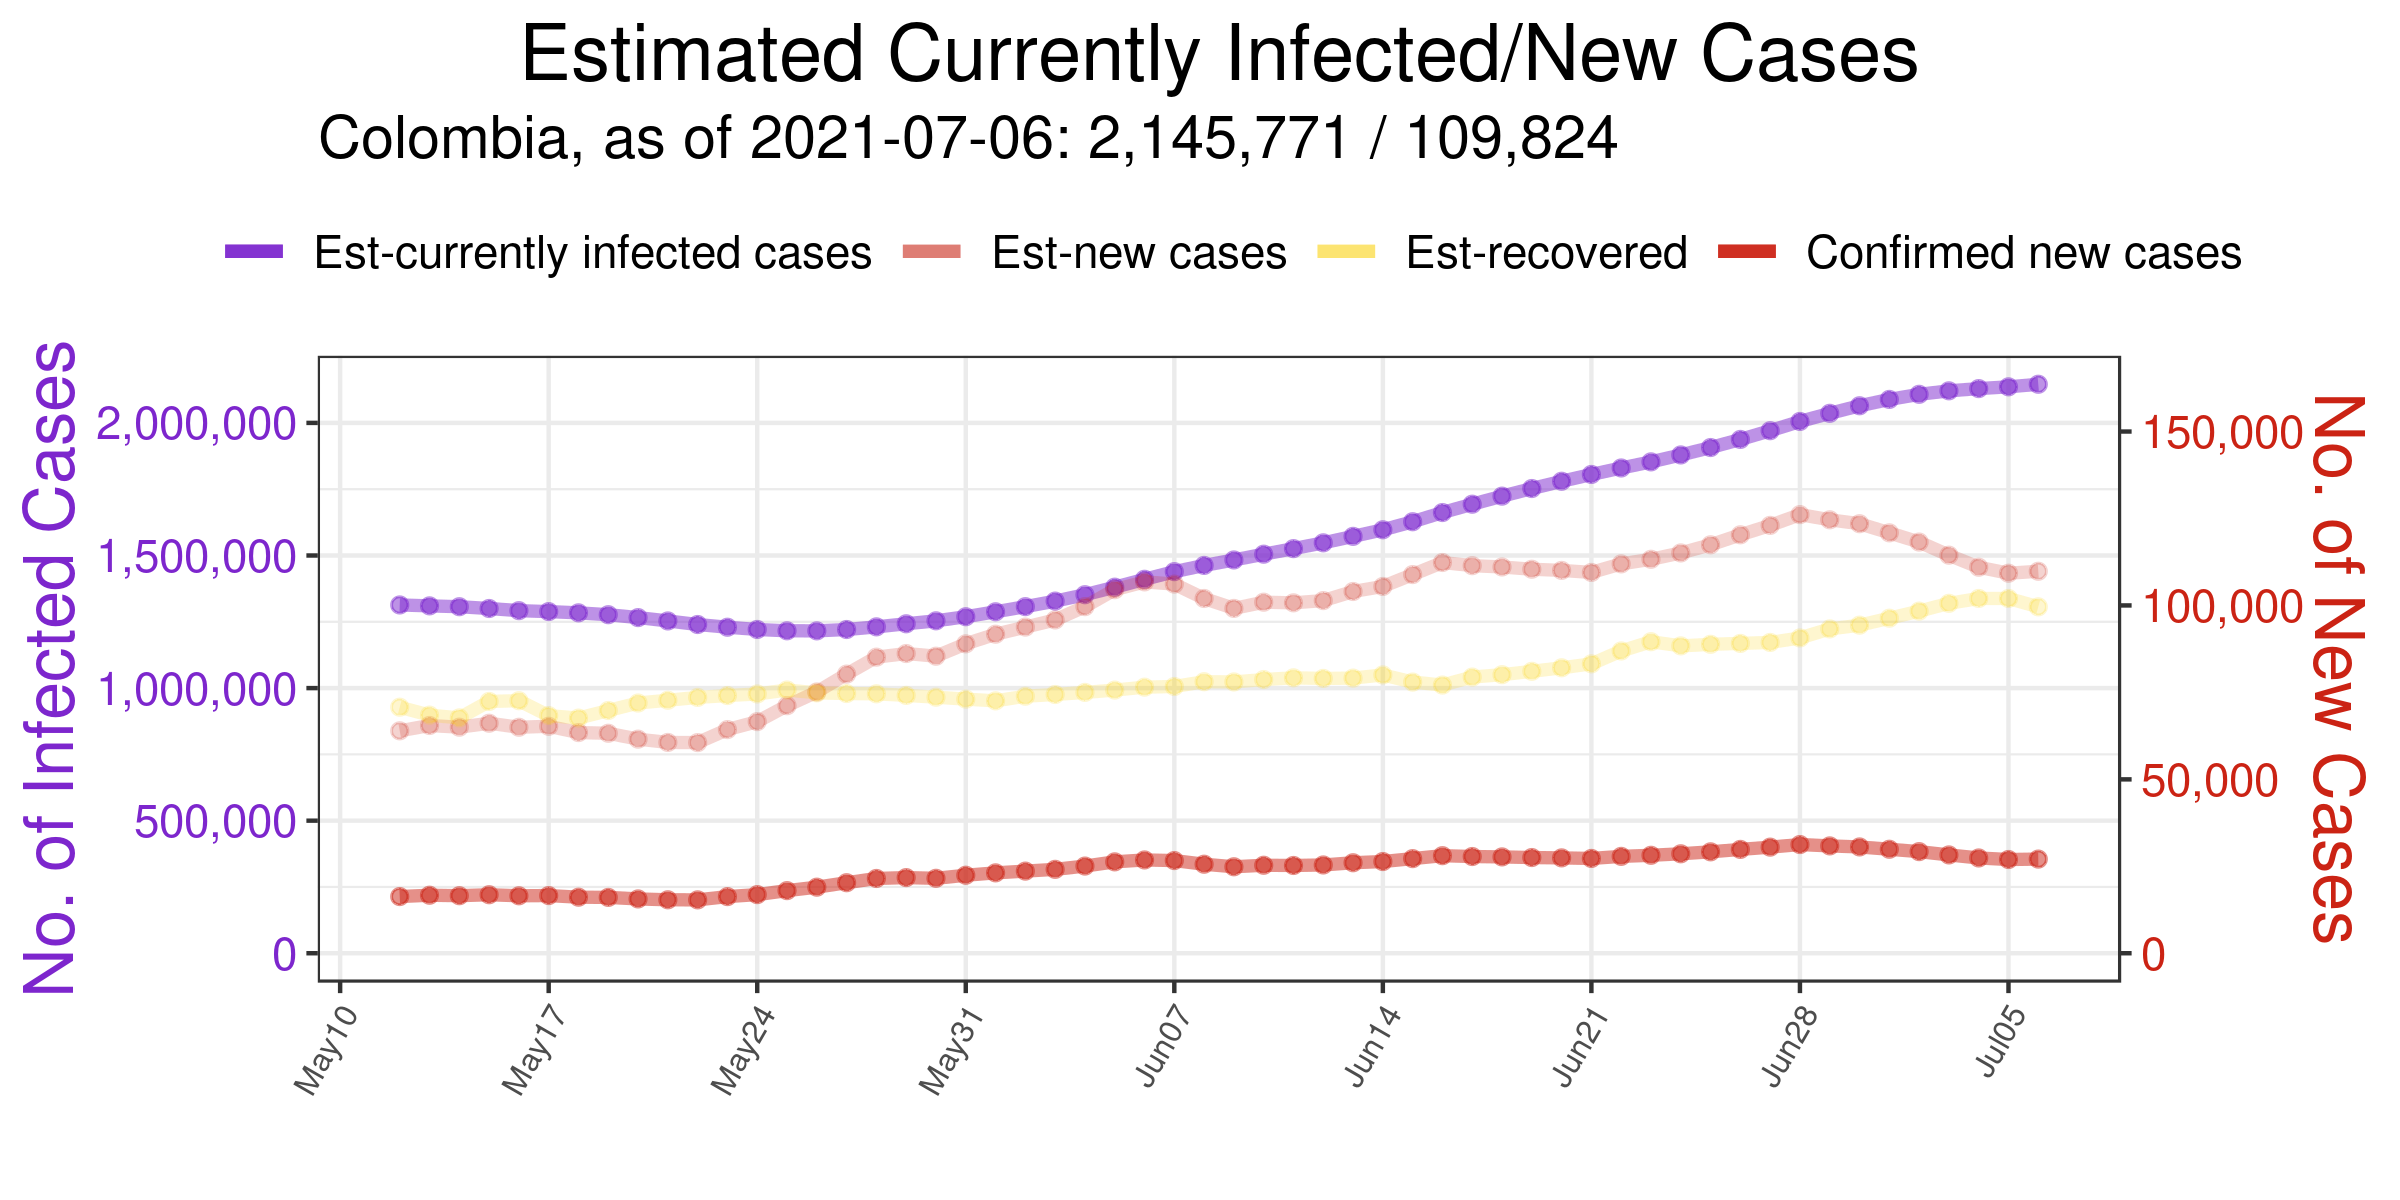 Estimated Currently Infected/New Cases
Colombia, as of 2021-07-06: 2,145,771 / 109,824
Est-currently infected cases Est-new cases Est-recovered Confirmed new cases
No. of Infected Cases
2,000,000
1,500,000
1,000,000
500,000
0
150,000
100,000
50,000
0
No. of New Cases
May10 May17 May24 May31 Jun07 Jun14 Jun21 Jun28 Jul05